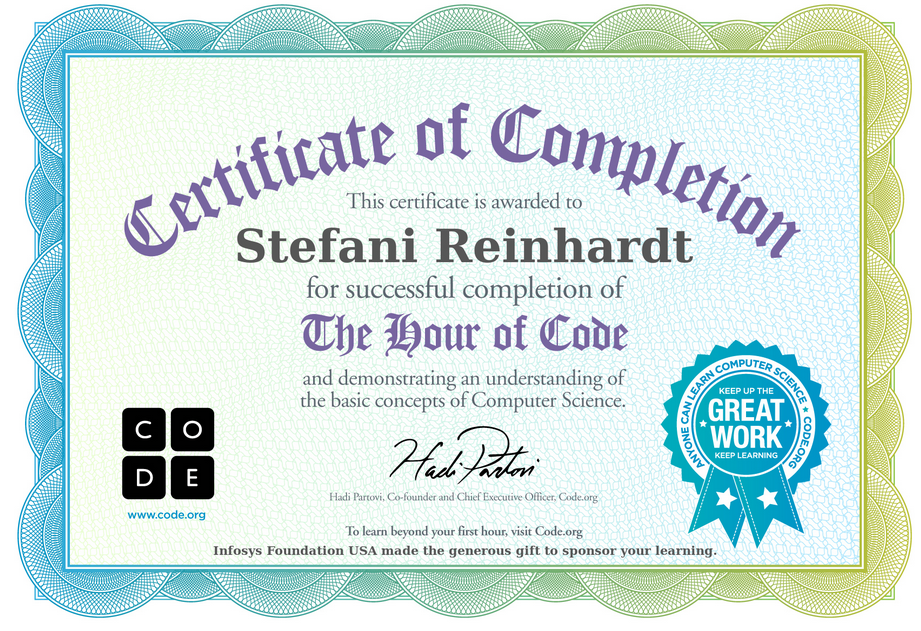 Certificate of Completion
This certificate is awarded to
Stefani Reinhardt
for successful completion of
The Hour of Code
and demonstrating an understanding of
the basic concepts of Computer Science.
C O
D E
www.code.org
Hadi Partovi
Hadi Partovi, Co-founder and Chief Executive Officer, Code.org
ANYONE CAN LEARN COMPUTER SCIENCE ★ CODE.ORG
KEEP UP THE
GREAT
WORK
KEEP LEARNING
To learn beyond your first hour, visit Code.org
Infosys Foundation USA made the generous gift to sponsor your learning.